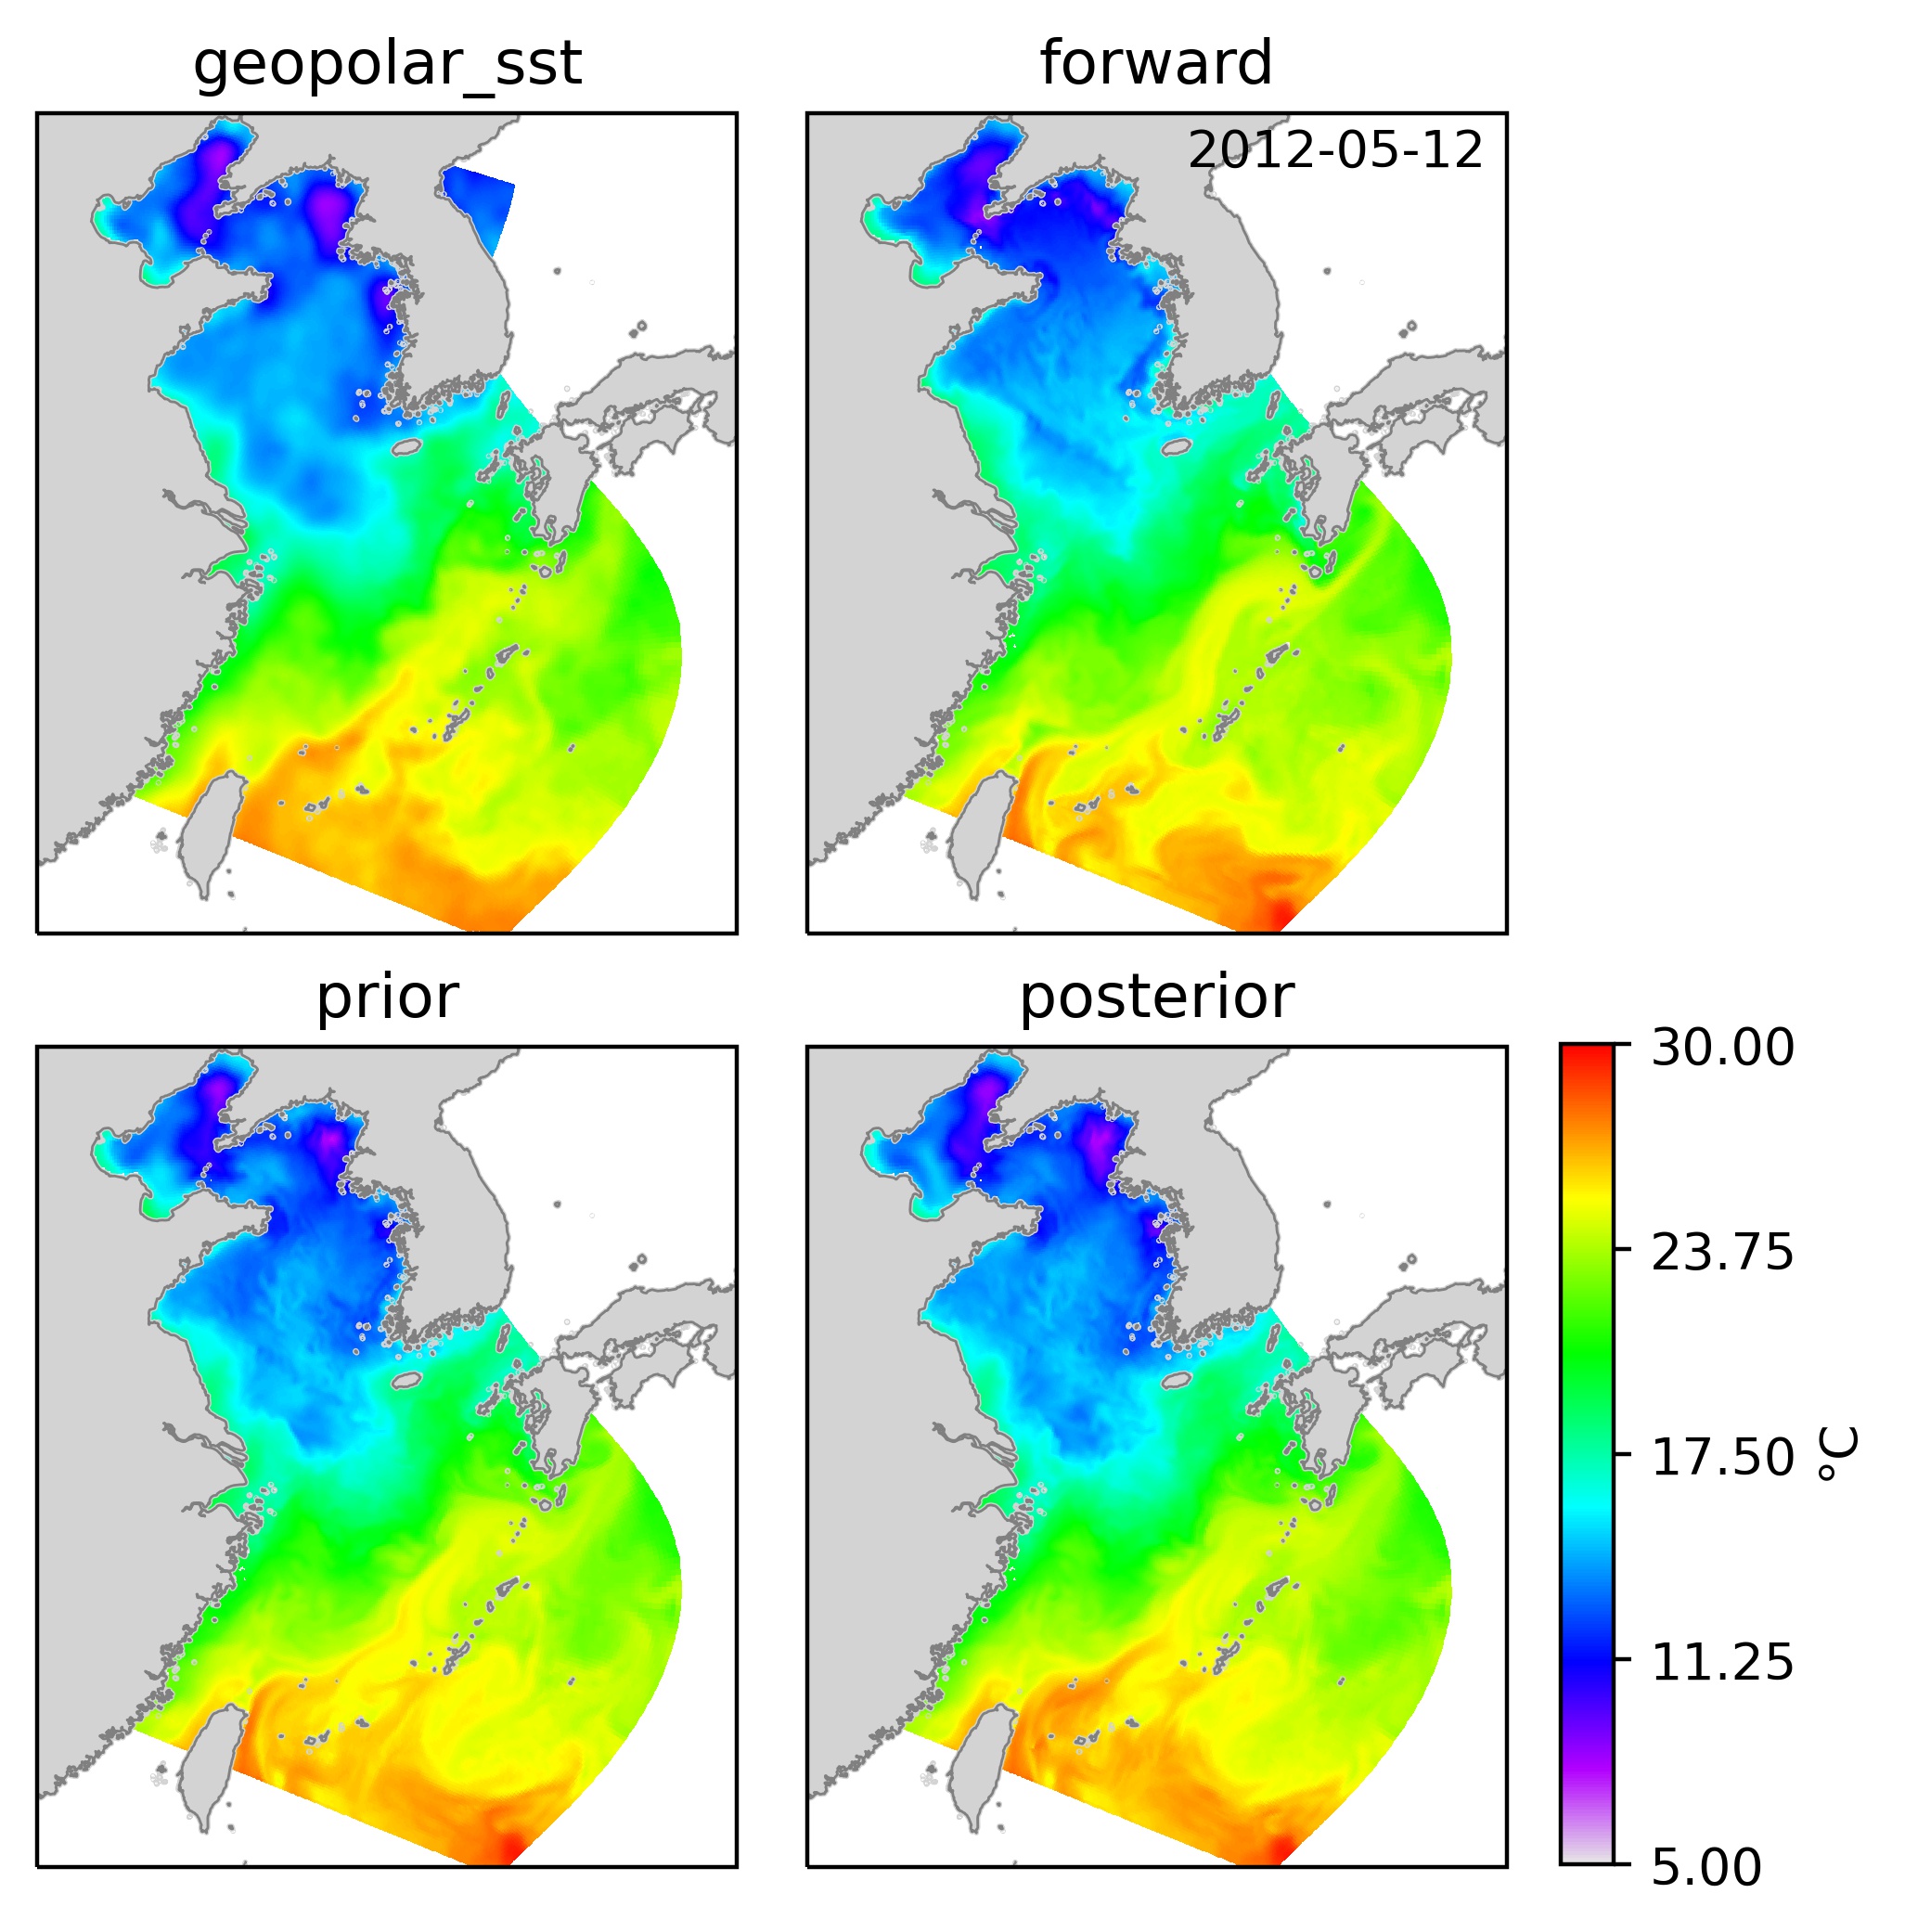 geopolar_sst
forward
2012-05-12
prior
posterior
30.00
23.75
17.50
11.25
5.00
°C